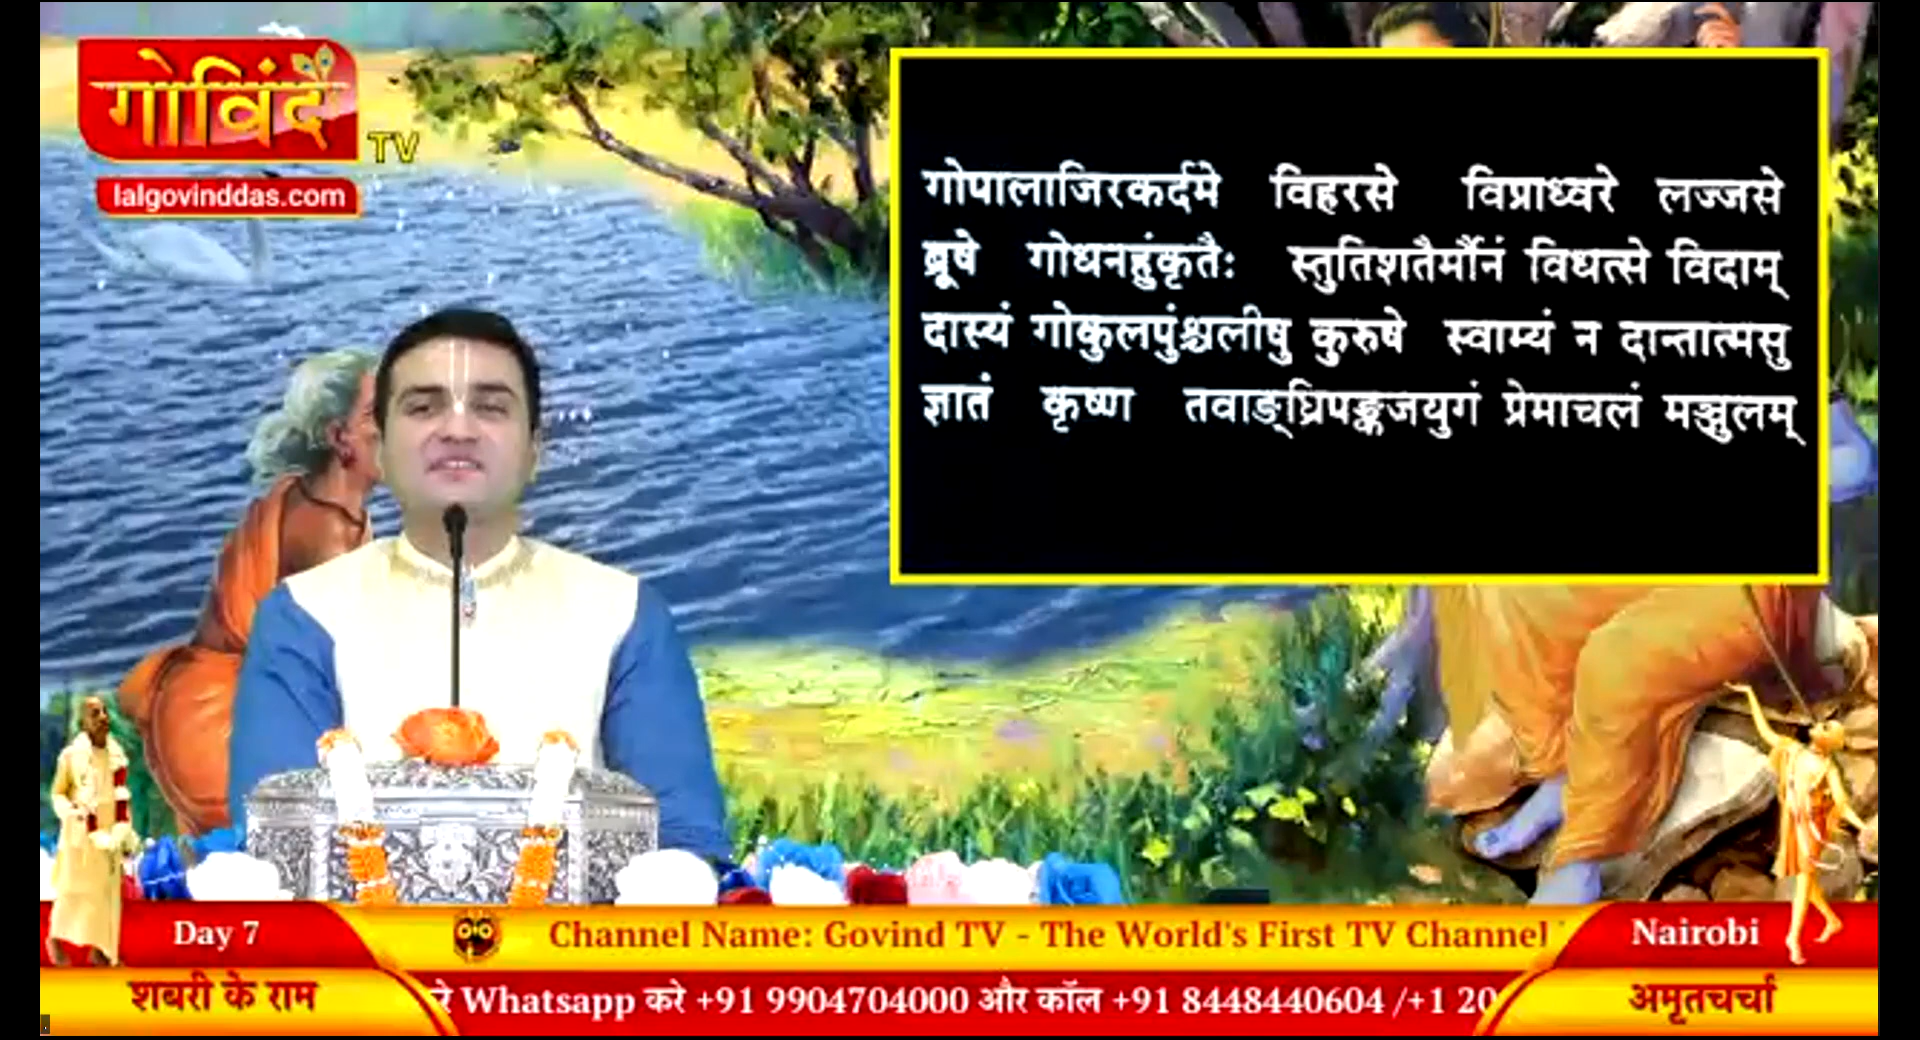 गोविंद
TV
lalgovinddas.com
गोपालाजिरकर्दमे विहरसे विप्राध्वरे लज्जसे
ब्रूषे गोधनहुंकृतैः स्तुतिशतैर्मौनं विधत्से विदाम्
दास्यं गोकुलपुंश्चलीषु कुरुषे स्वाम्यं न दान्तात्मसु
ज्ञातं कृष्ण तवाङ्घ्रिपङ्कजयुगं प्रेमाचलं मञ्जुलम्
Day 7
Channel Name: Govind TV - The World's First TV Channel
Nairobi
शबरी के राम
रे Whatsapp करे +91 9904704000 और कॉल +91 8448440604 /+1 20
अमृतचर्चा